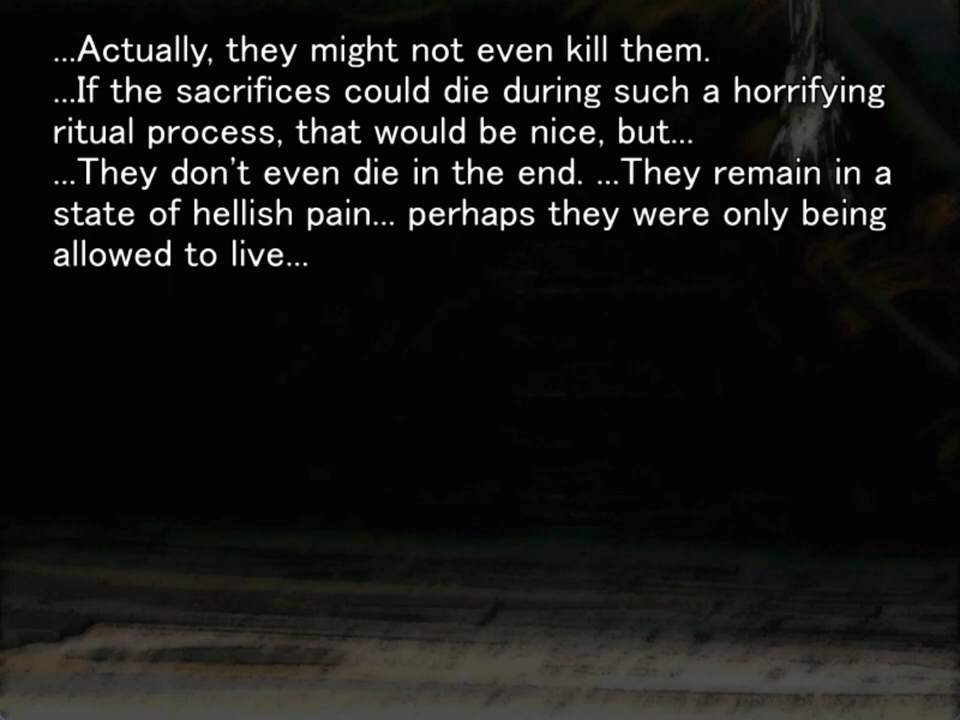 ...Actually, they might not even kill them.
...If the sacrifices could die during such a horrifying
ritual process, that would be nice, but...
...They don't even die in the end. ...They remain in a
state of hellish pain... perhaps they were only being
allowed to live...